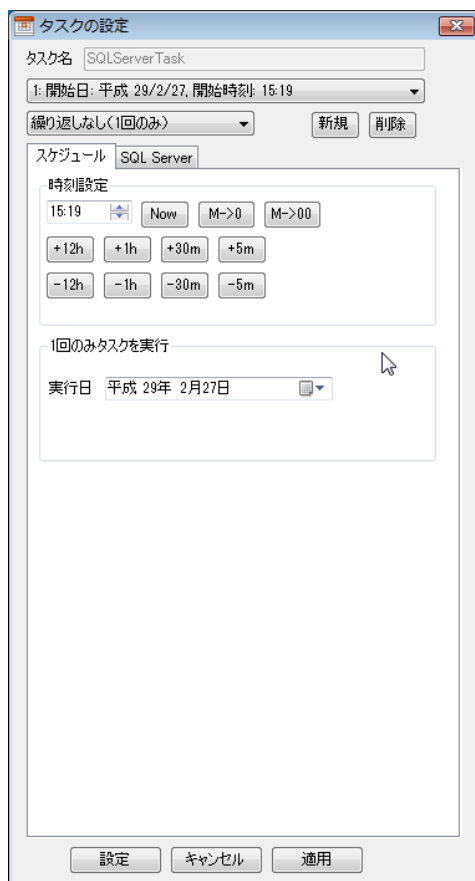 タスクの設定
タスク名 SQLServerTask
1: 開始日: 平成 29/2/27, 開始時刻: 15:19
繰り返しなし(1回のみ) 新規 削除
スケジュール SQL Server
時刻設定
15:19 Now M->0 M->00
+12h +1h +30m +5m
-12h -1h -30m -5m
1回のみタスクを実行
実行日 平成 29年 2月27日
設定 キャンセル 適用